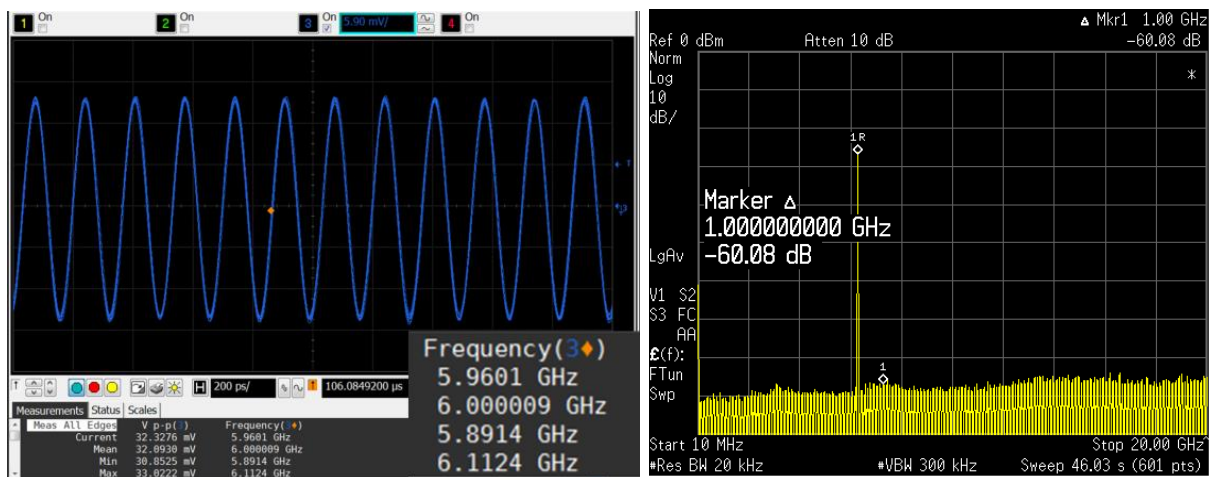 1 On 2 On 3 On 5.90 mV/ 4 On
T
Frequency(3♦)
5.9601 GHz
6.000009 GHz
5.8914 GHz
6.1124 GHz
H 200 ps/ 106.0849200 µs
Measurements Status Scales
Meas All Edges V p-p(3) Frequency(3♦)
Current 32.3276 mV 5.9601 GHz
Mean 32.0930 mV 6.000009 GHz
Min 30.8525 mV 5.8914 GHz
Max 33.0222 mV 6.1124 GHz
Δ Mkr1 1.00 GHz
Ref 0 dBm Atten 10 dB -60.08 dB
Norm
Log
10
dB/
*
1R
Marker Δ
1.000000000 GHz
-60.08 dB
LgAv
1
V1 S2
S3 FC
AA
£(f):
FTun
Swp
Start 10 MHz Stop 20.00 GHz
#Res BW 20 kHz #VBW 300 kHz Sweep 46.03 s (601 pts)